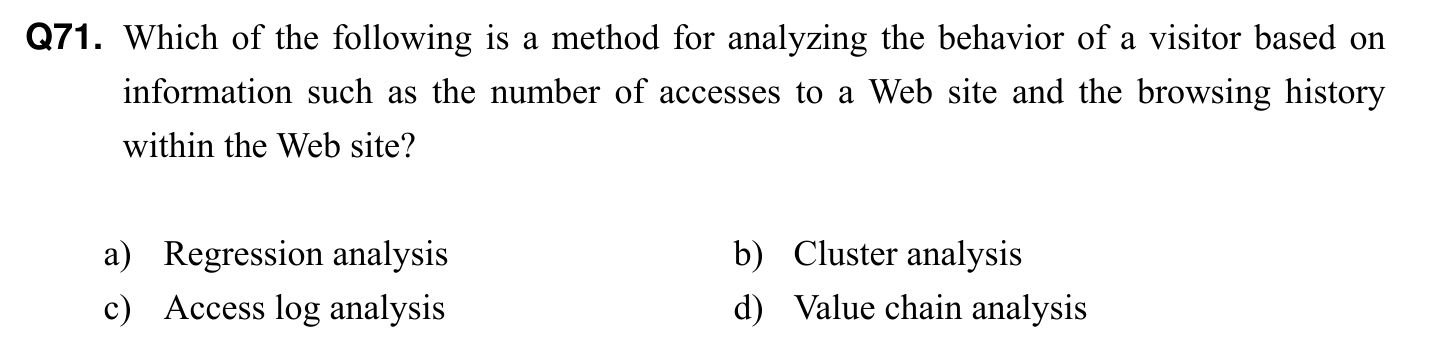 Q71. Which of the following is a method for analyzing the behavior of a visitor based on
information such as the number of accesses to a Web site and the browsing history
within the Web site?
a) Regression analysis b) Cluster analysis
c) Access log analysis d) Value chain analysis